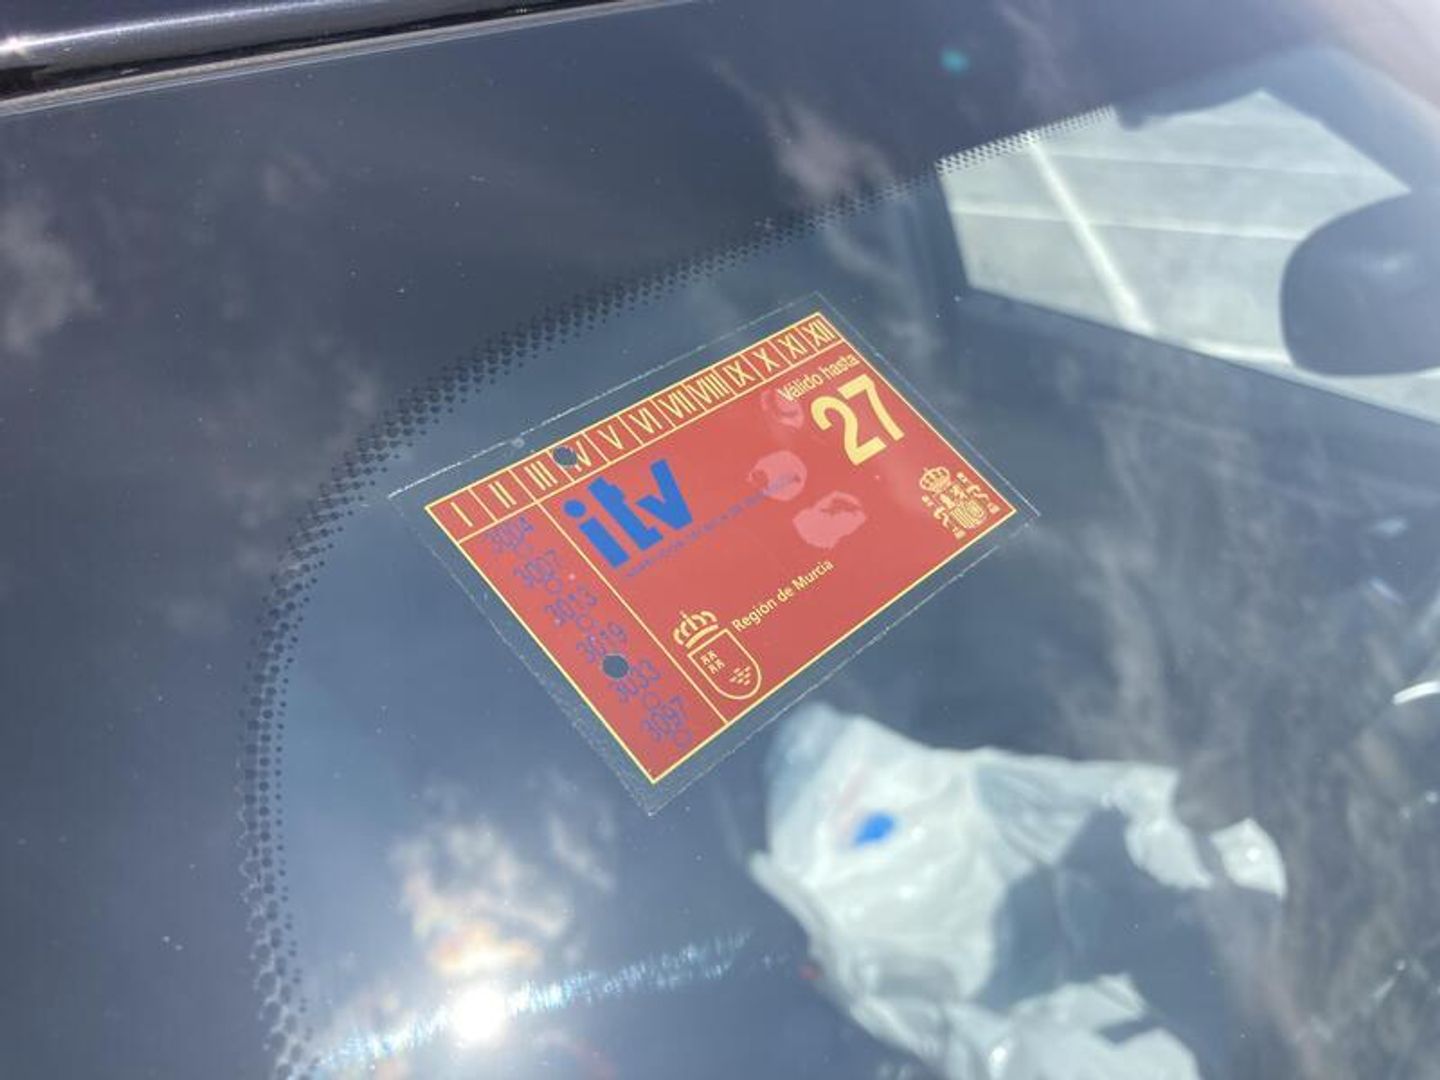 I II III IV V VI VII VIII IX X XI XII
Válido hasta
27
itv
3004
3007
3013
3019
3033
3097
Región de Murcia